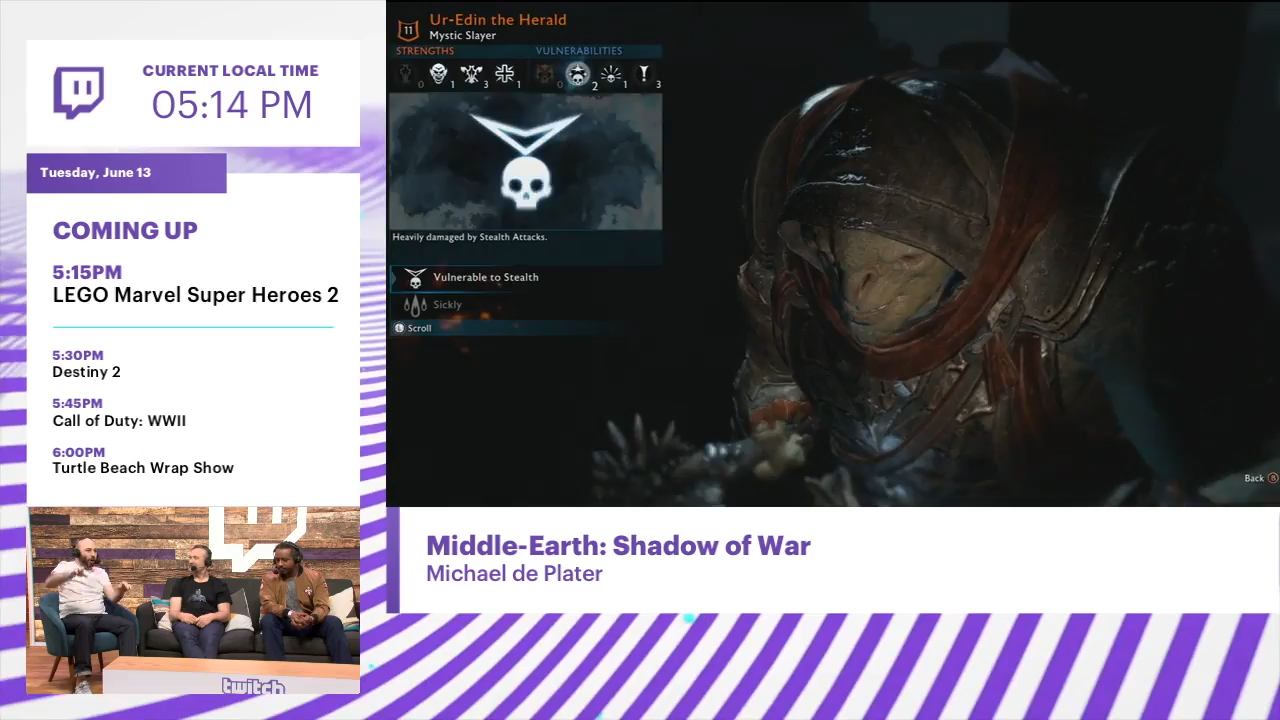 CURRENT LOCAL TIME
05:14 PM
Tuesday, June 13
COMING UP
5:15PM
LEGO Marvel Super Heroes 2
5:30PM
Destiny 2
5:45PM
Call of Duty: WWII
6:00PM
Turtle Beach Wrap Show
twitch
11
Ur-Edin the Herald
Mystic Slayer
STRENGTHS VULNERABILITIES
0 1 3 1 0 2 1 3
Heavily damaged by Stealth Attacks.
Vulnerable to Stealth
Sickly
L Scroll
Back B
Middle-Earth: Shadow of War
Michael de Plater